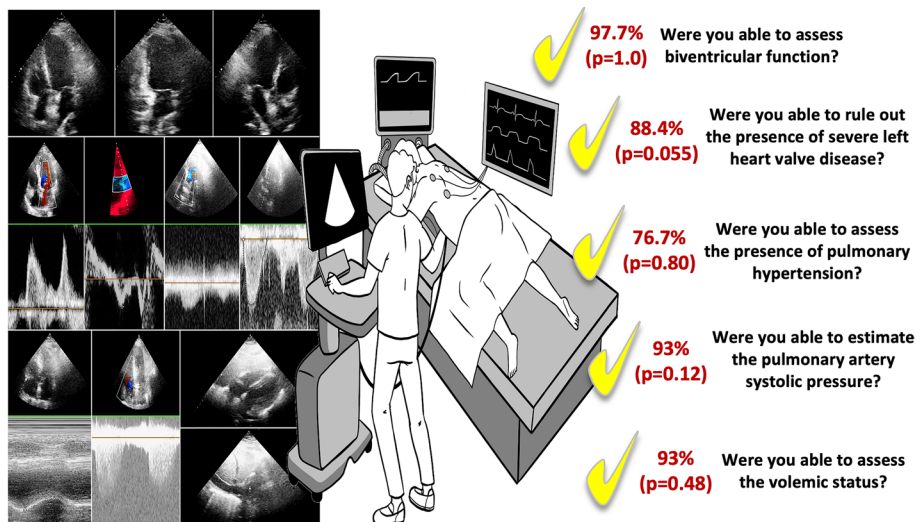 97.7%
(p=1.0)
Were you able to assess
biventricular function?
88.4%
(p=0.055)
Were you able to rule out
the presence of severe left
heart valve disease?
76.7%
(p=0.80)
Were you able to assess
the presence of pulmonary
hypertension?
93%
(p=0.12)
Were you able to estimate
the pulmonary artery
systolic pressure?
93%
(p=0.48)
Were you able to assess
the volemic status?